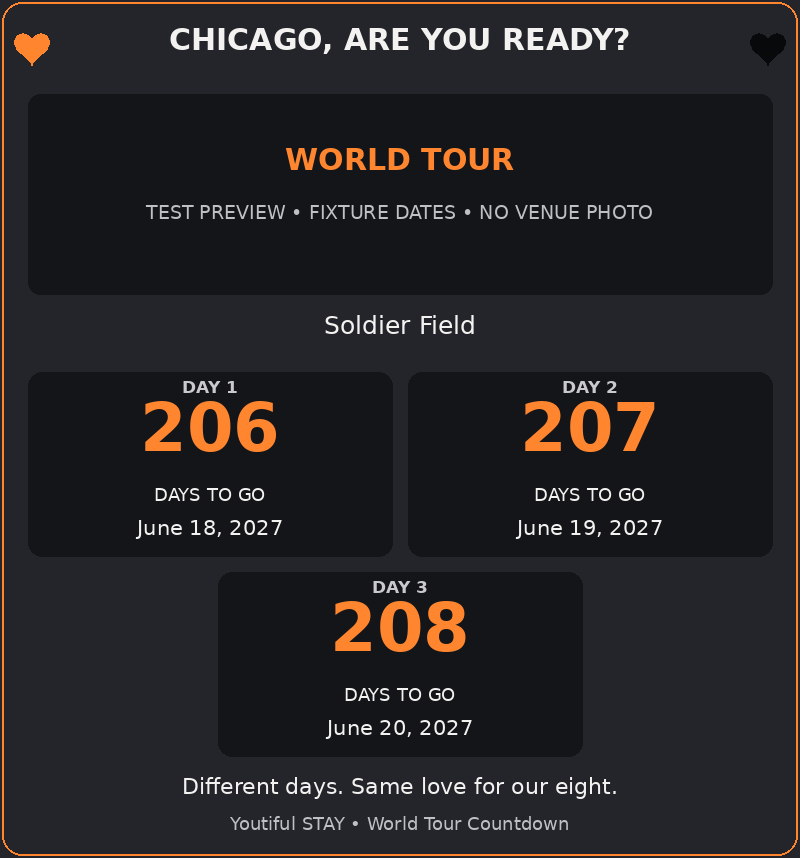 CHICAGO, ARE YOU READY?
WORLD TOUR
TEST PREVIEW • FIXTURE DATES • NO VENUE PHOTO
Soldier Field
DAY 1
206
DAYS TO GO
June 18, 2027
DAY 2
207
DAYS TO GO
June 19, 2027
DAY 3
208
DAYS TO GO
June 20, 2027
Different days. Same love for our eight.
Youtiful STAY • World Tour Countdown